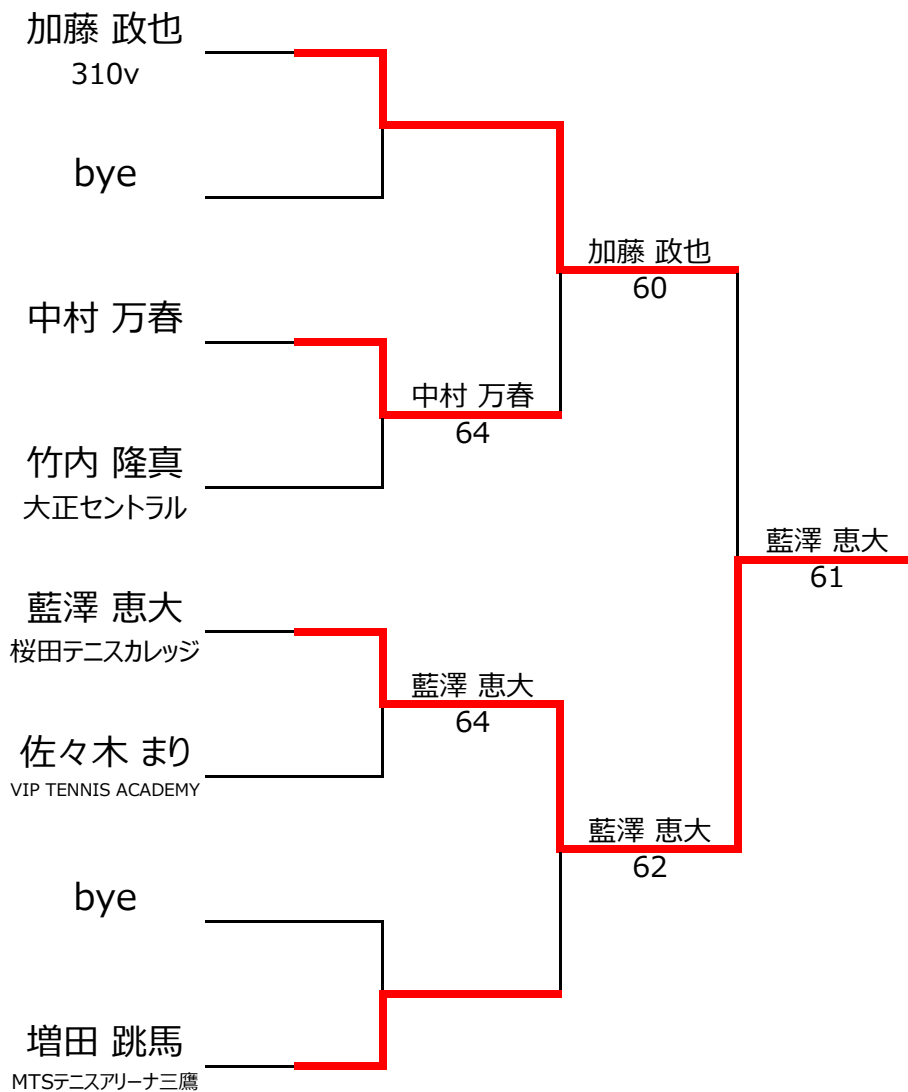 加藤 政也
310v
bye
加藤 政也
60
中村 万春
中村 万春
64
竹内 隆真
大正セントラル
藍澤 恵大
61
藍澤 恵大
桜田テニスカレッジ
藍澤 恵大
64
佐々木 まり
VIP TENNIS ACADEMY
藍澤 恵大
62
bye
増田 跳馬
MTSテニスアリーナ三鷹